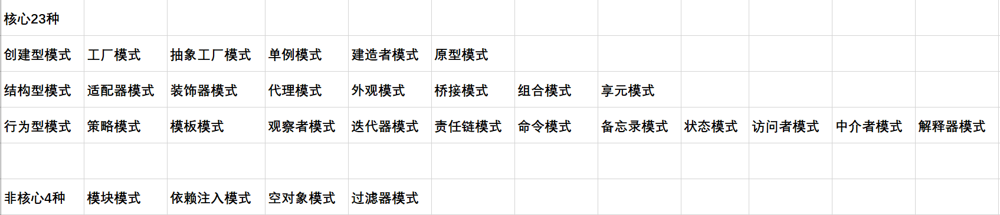 核心23种
创建型模式 工厂模式 抽象工厂模式 单例模式 建造者模式 原型模式
结构型模式 适配器模式 装饰器模式 代理模式 外观模式 桥接模式 组合模式 享元模式
行为型模式 策略模式 模板模式 观察者模式 迭代器模式 责任链模式 命令模式 备忘录模式 状态模式 访问者模式 中介者模式 解释器模式
非核心4种 模块模式 依赖注入模式 空对象模式 过滤器模式